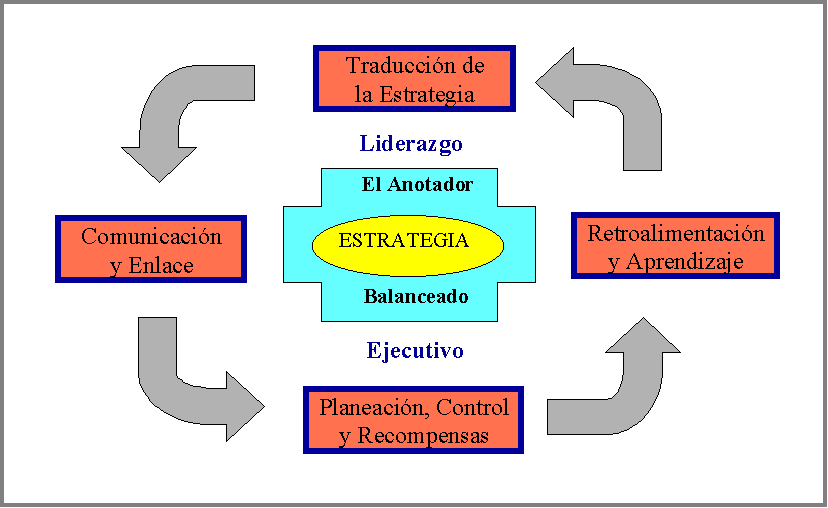 Traducción de
la Estrategia
Liderazgo
El Anotador
Comunicación
y Enlace
ESTRATEGIA
Retroalimentación
y Aprendizaje
Balanceado
Ejecutivo
Planeación, Control
y Recompensas